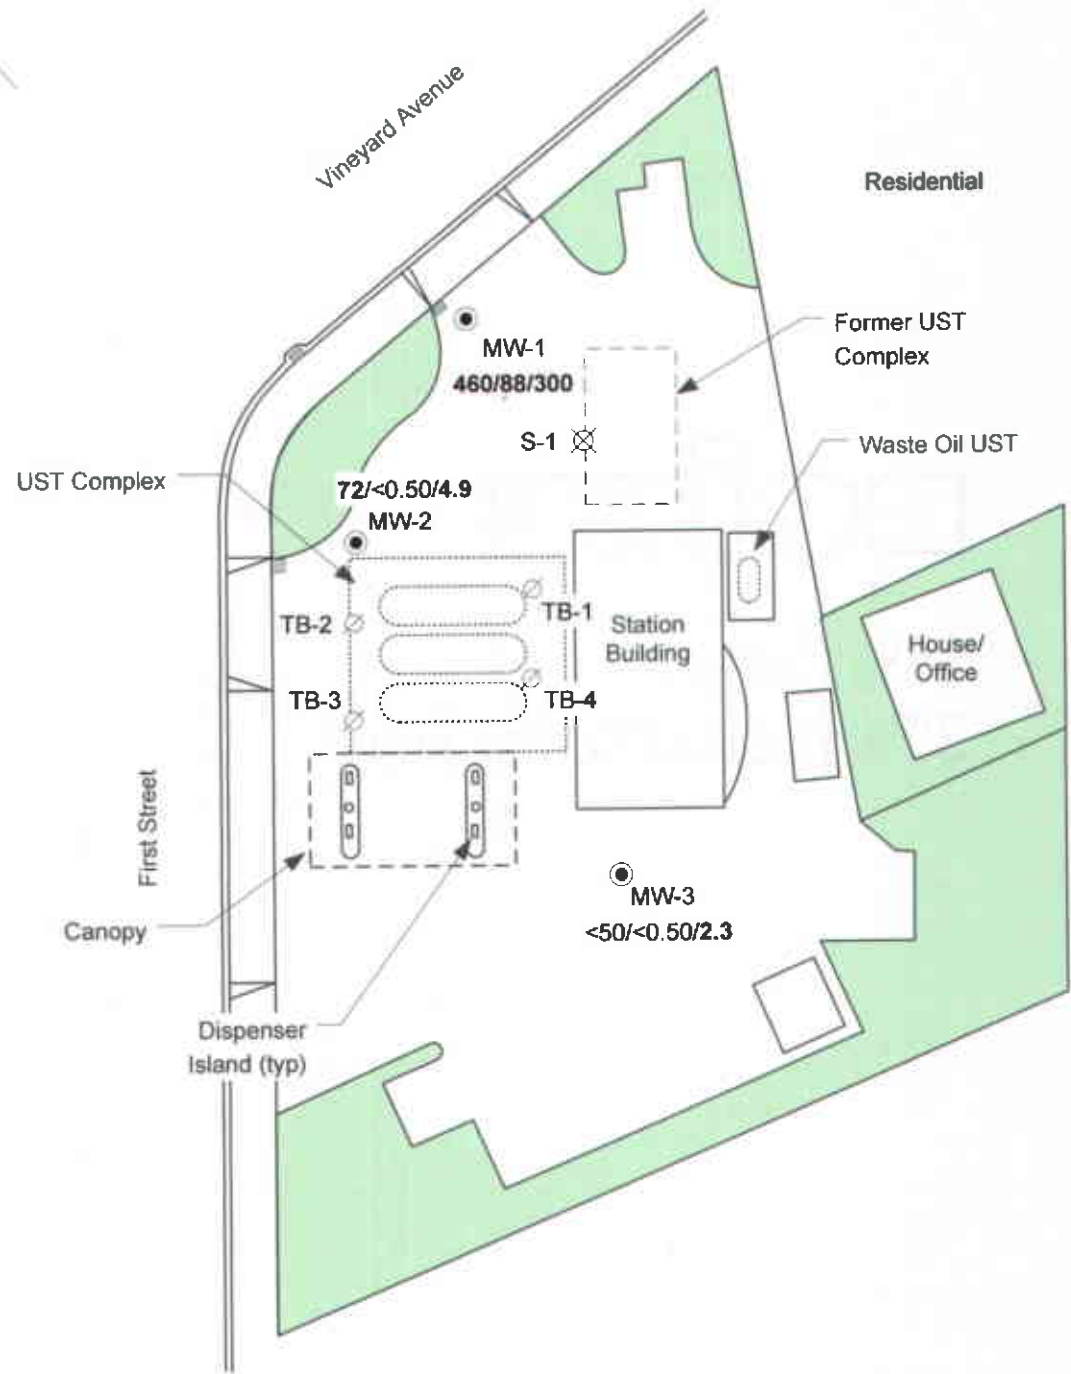 Vineyard Avenue
Residential
Former UST
Complex
MW-1
460/88/300
S-1
Waste Oil UST
UST Complex
72/<0.50/4.9
MW-2
TB-1
TB-2
Station
Building
House/
Office
TB-3
TB-4
First Street
MW-3
<50/<0.50/2.3
Canopy
Dispenser
Island (typ)